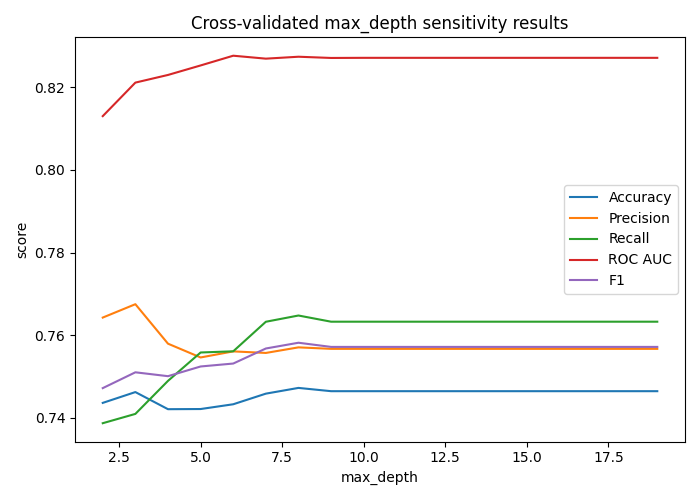 Cross-validated max_depth sensitivity results
score
0.82
0.80
0.78
0.76
0.74
Accuracy
Precision
Recall
ROC AUC
F1
2.5 5.0 7.5 10.0 12.5 15.0 17.5
max_depth